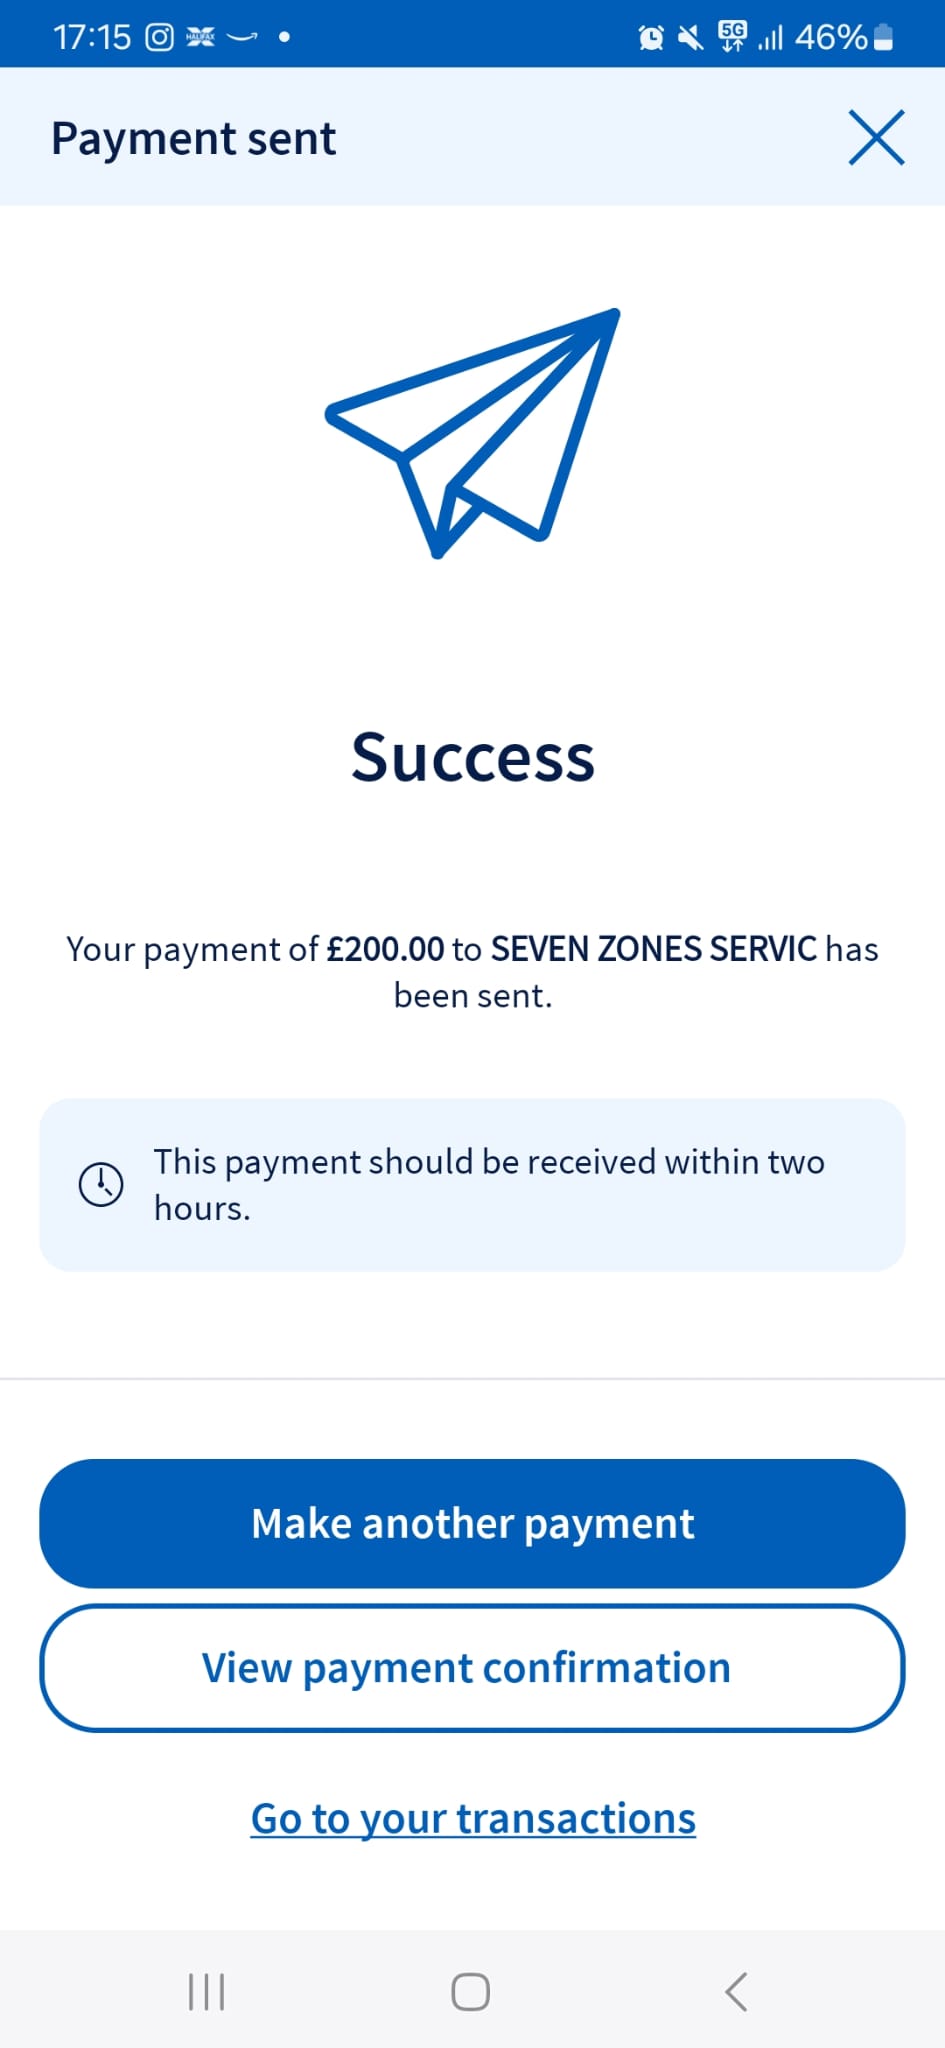 17:15 HALIFAX 5G 46%
Payment sent
Success
Your payment of £200.00 to SEVEN ZONES SERVIC has
been sent.
This payment should be received within two
hours.
Make another payment
View payment confirmation
Go to your transactions